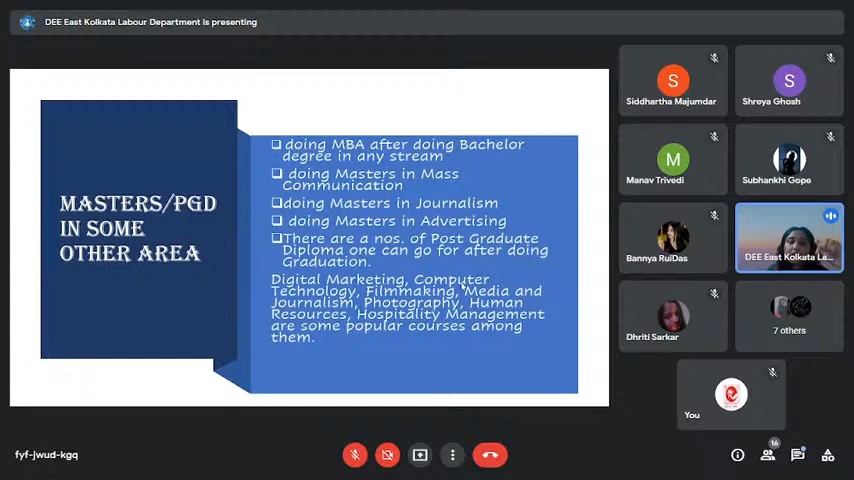 DEE East Kolkata Labour Department is presenting
MASTERS/PGD
IN SOME
OTHER AREA
doing MBA after doing Bachelor
degree in any stream
doing Masters in Mass
Communication
doing Masters in Journalism
doing Masters in Advertising
There are a nos. of Post Graduate
Diploma one can go for after doing
Graduation.
Digital Marketing, Computer
Technology, Filmmaking, Media and
Journalism, Photography, Human
Resources, Hospitality Management
are some popular courses among
them.
S
Siddhartha Majumdar
S
Shreya Ghosh
M
Manav Trivedi
Subhankhi Gope
Bannya RuiDas
DEE East Kolkata La...
Dhriti Sarkar
7 others
You
fyf-jwud-kgq
16